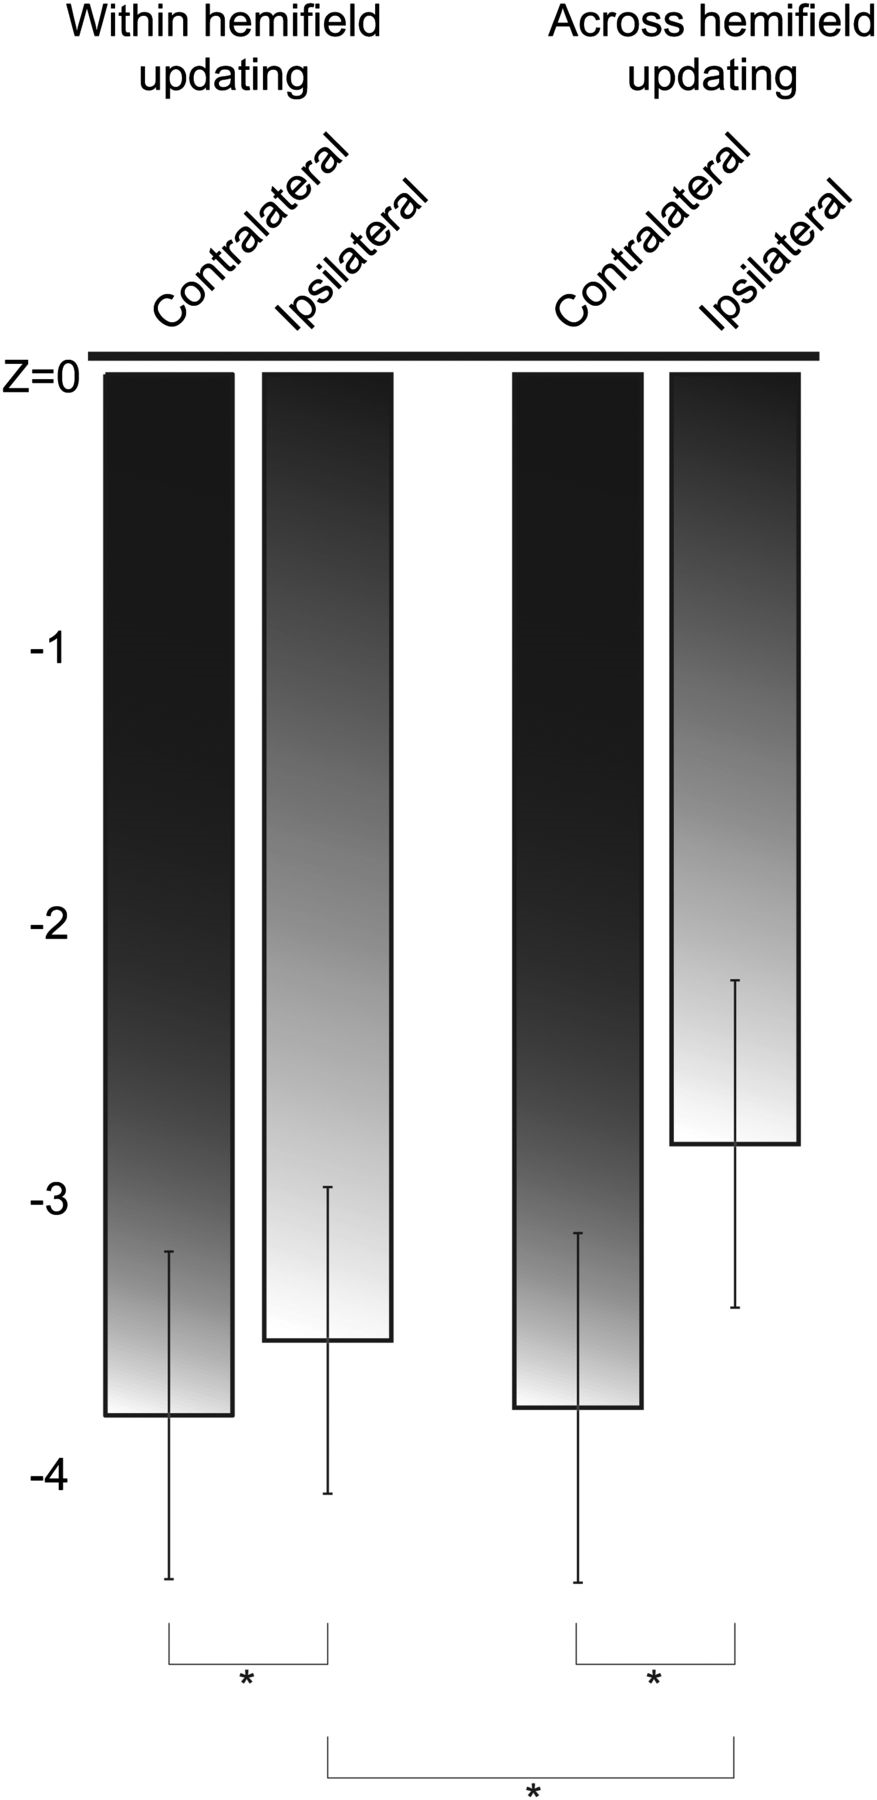 Within hemifield
updating
Across hemifield
updating
Contralateral
Ipsilateral
Contralateral
Ipsilateral
Z=0
-1
-2
-3
-4
*
*
*